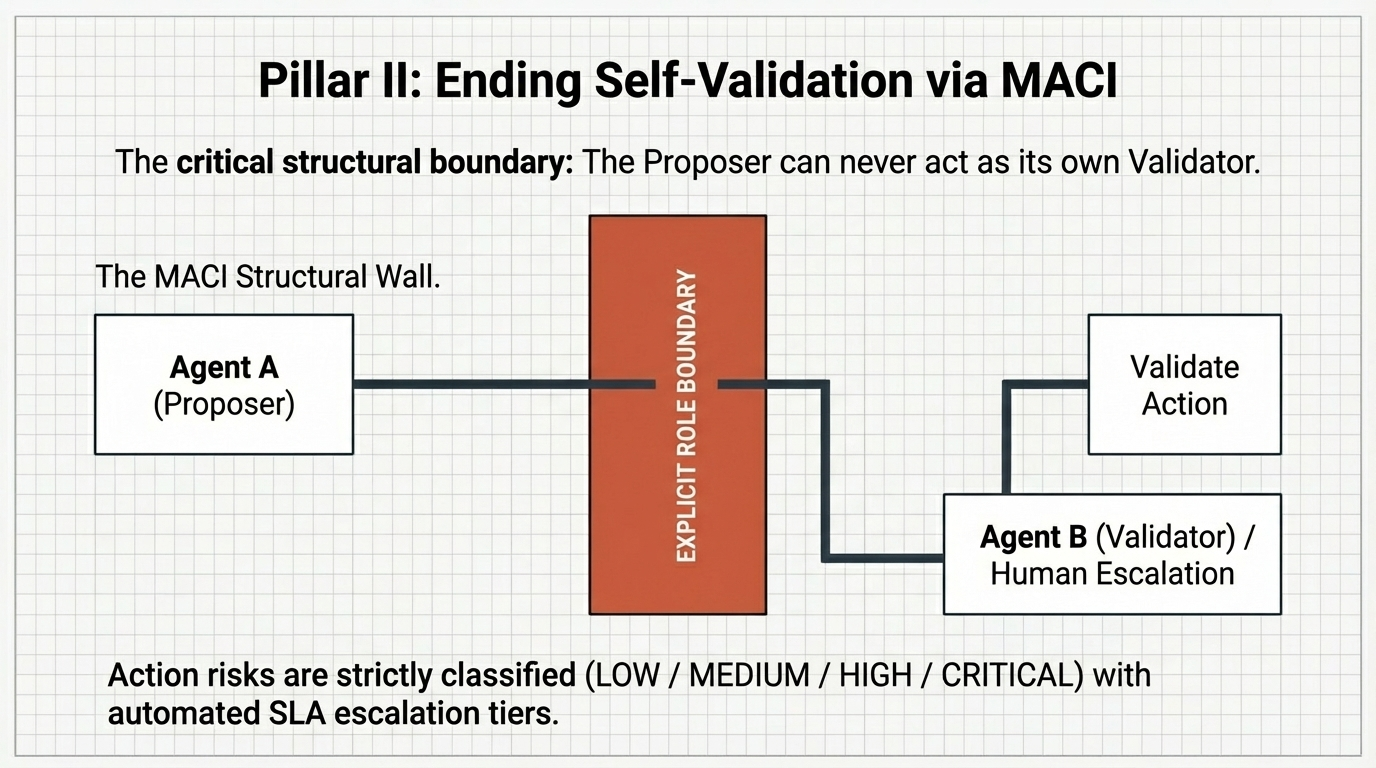 Pillar II: Ending Self-Validation via MACI
The critical structural boundary: The Proposer can never act as its own Validator.
The MACI Structural Wall.
Agent A
(Proposer)
EXPLICIT ROLE BOUNDARY
Validate
Action
Agent B (Validator) /
Human Escalation
Action risks are strictly classified (LOW / MEDIUM / HIGH / CRITICAL) with
automated SLA escalation tiers.